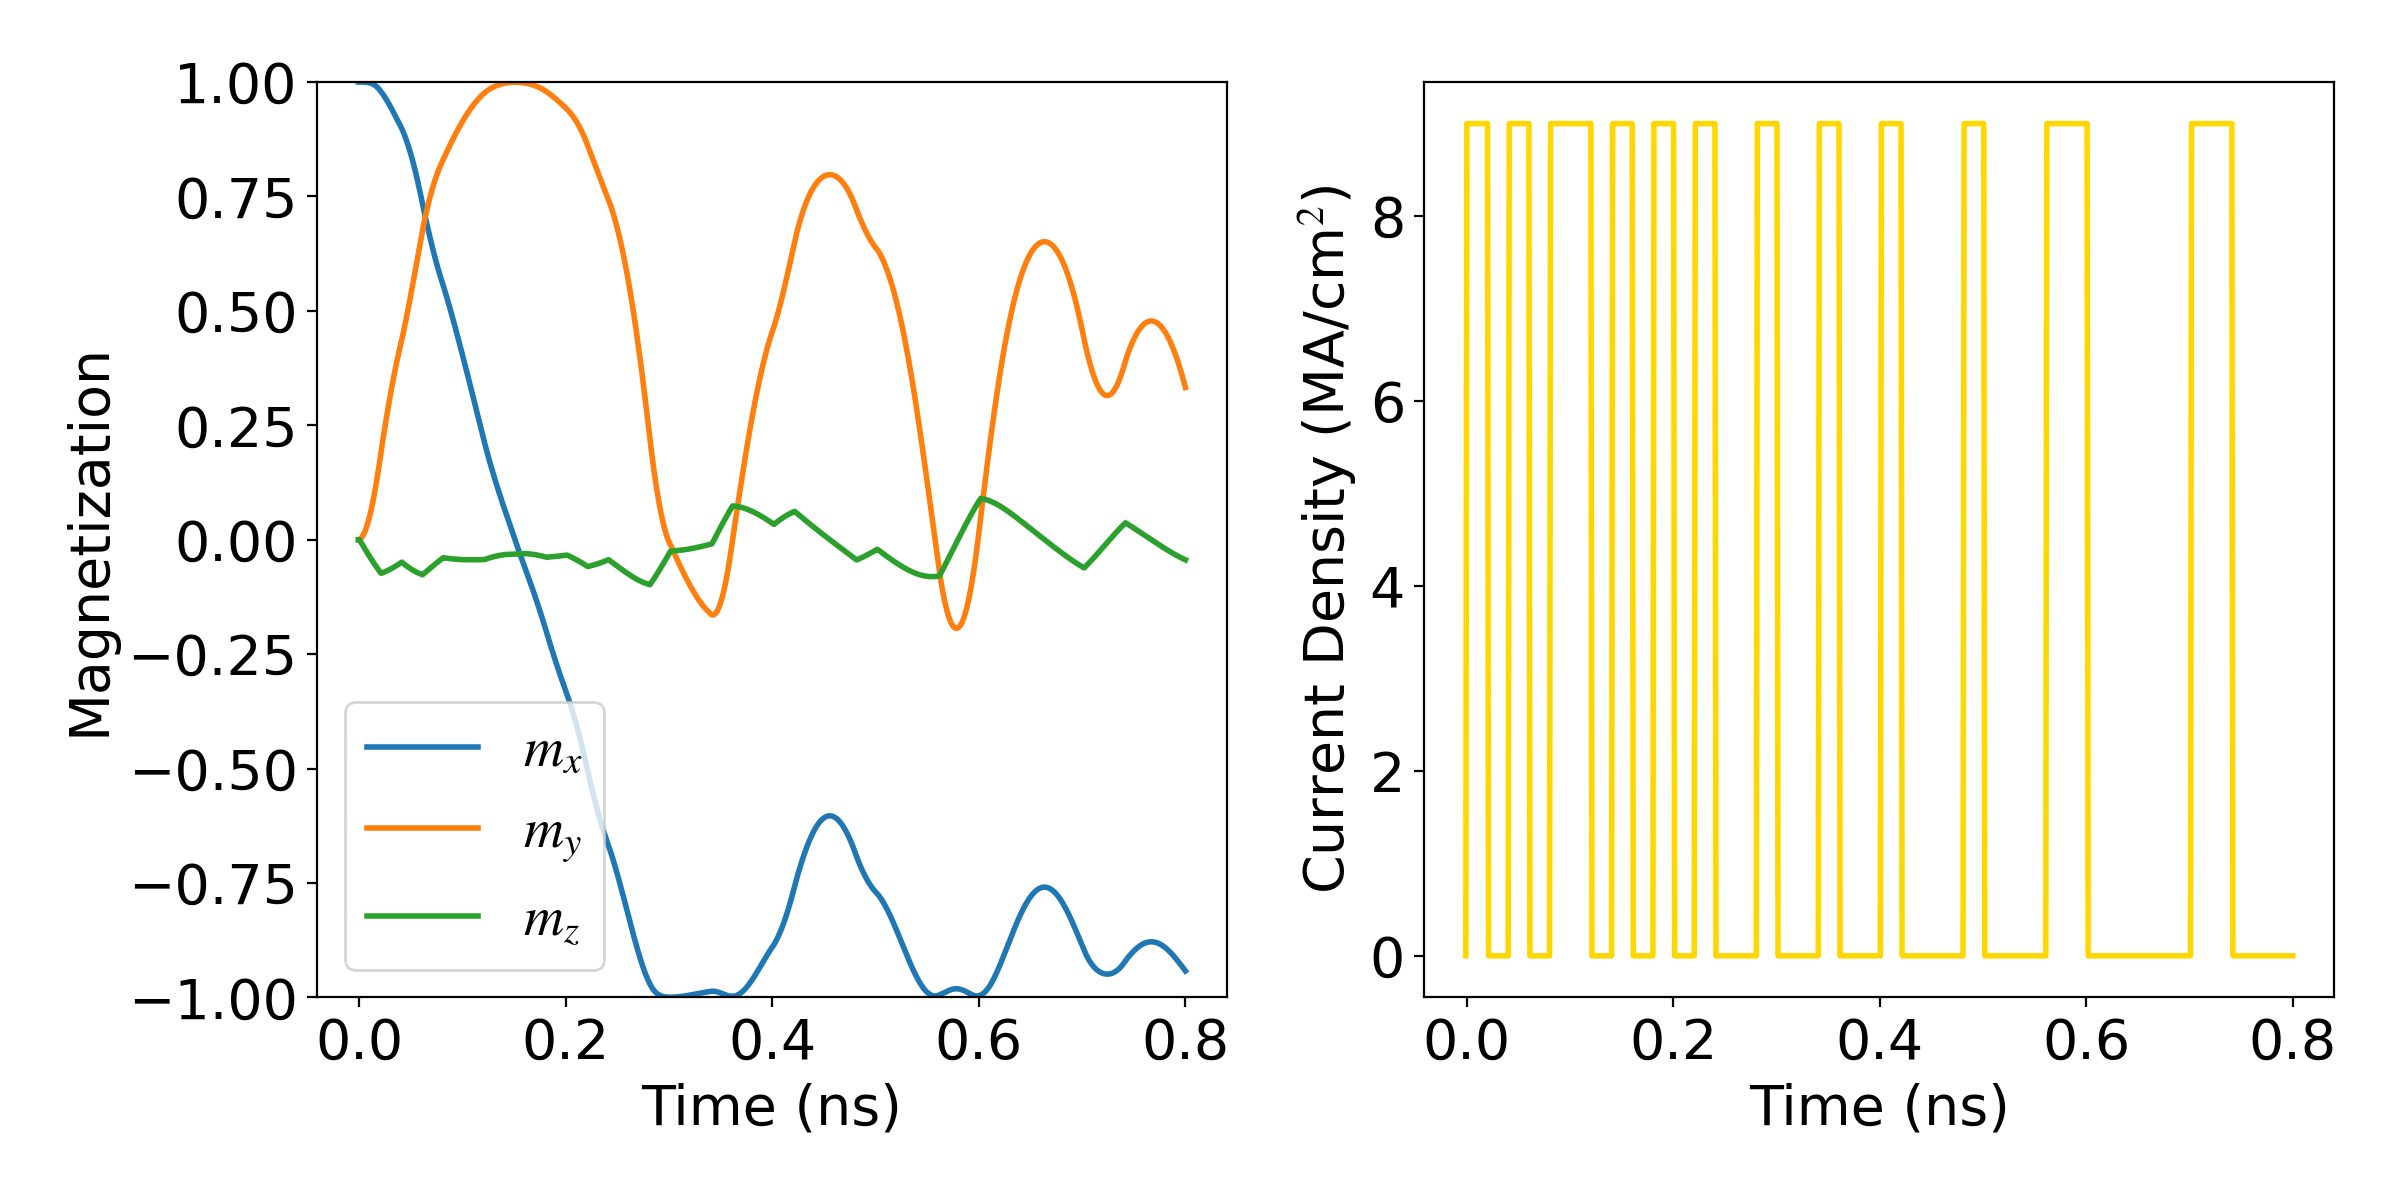 Magnetization
1.00
0.75
0.50
0.25
0.00
−0.25
−0.50
−0.75
−1.00
m_x
m_y
m_z
0.0 0.2 0.4 0.6 0.8
Time (ns)
Current Density (MA/cm²)
8
6
4
2
0
0.0 0.2 0.4 0.6 0.8
Time (ns)